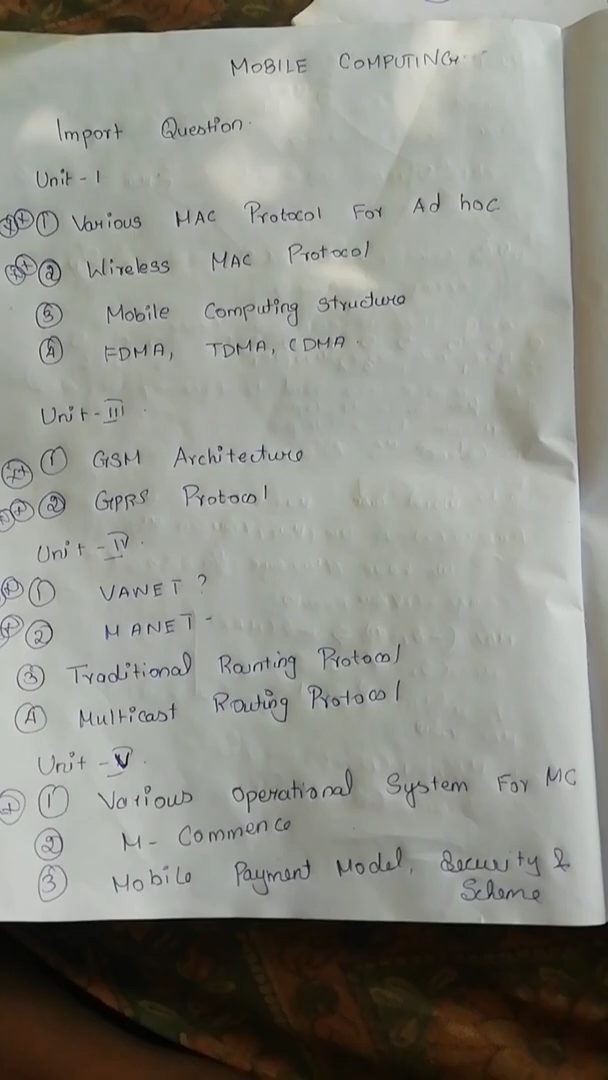 MOBILE COMPUTING
Import Question.
Unit - I
** ① Various MAC Protocol For Ad hoc
** ② Wireless MAC Protocol
③ Mobile Computing structure
④ FDMA, TDMA, CDMA.
Unit - III.
** ① GSM Architecture
** ② GPRS Protocol
Unit - IV.
* ① VANET ?
* ② MANET -
③ Traditional Rounting Protocol
④ Multicast Routing Protocol
Unit - V.
* ① Various Operational System For MC
② M - Commence
③ Mobile Payment Model, Security &
Scheme